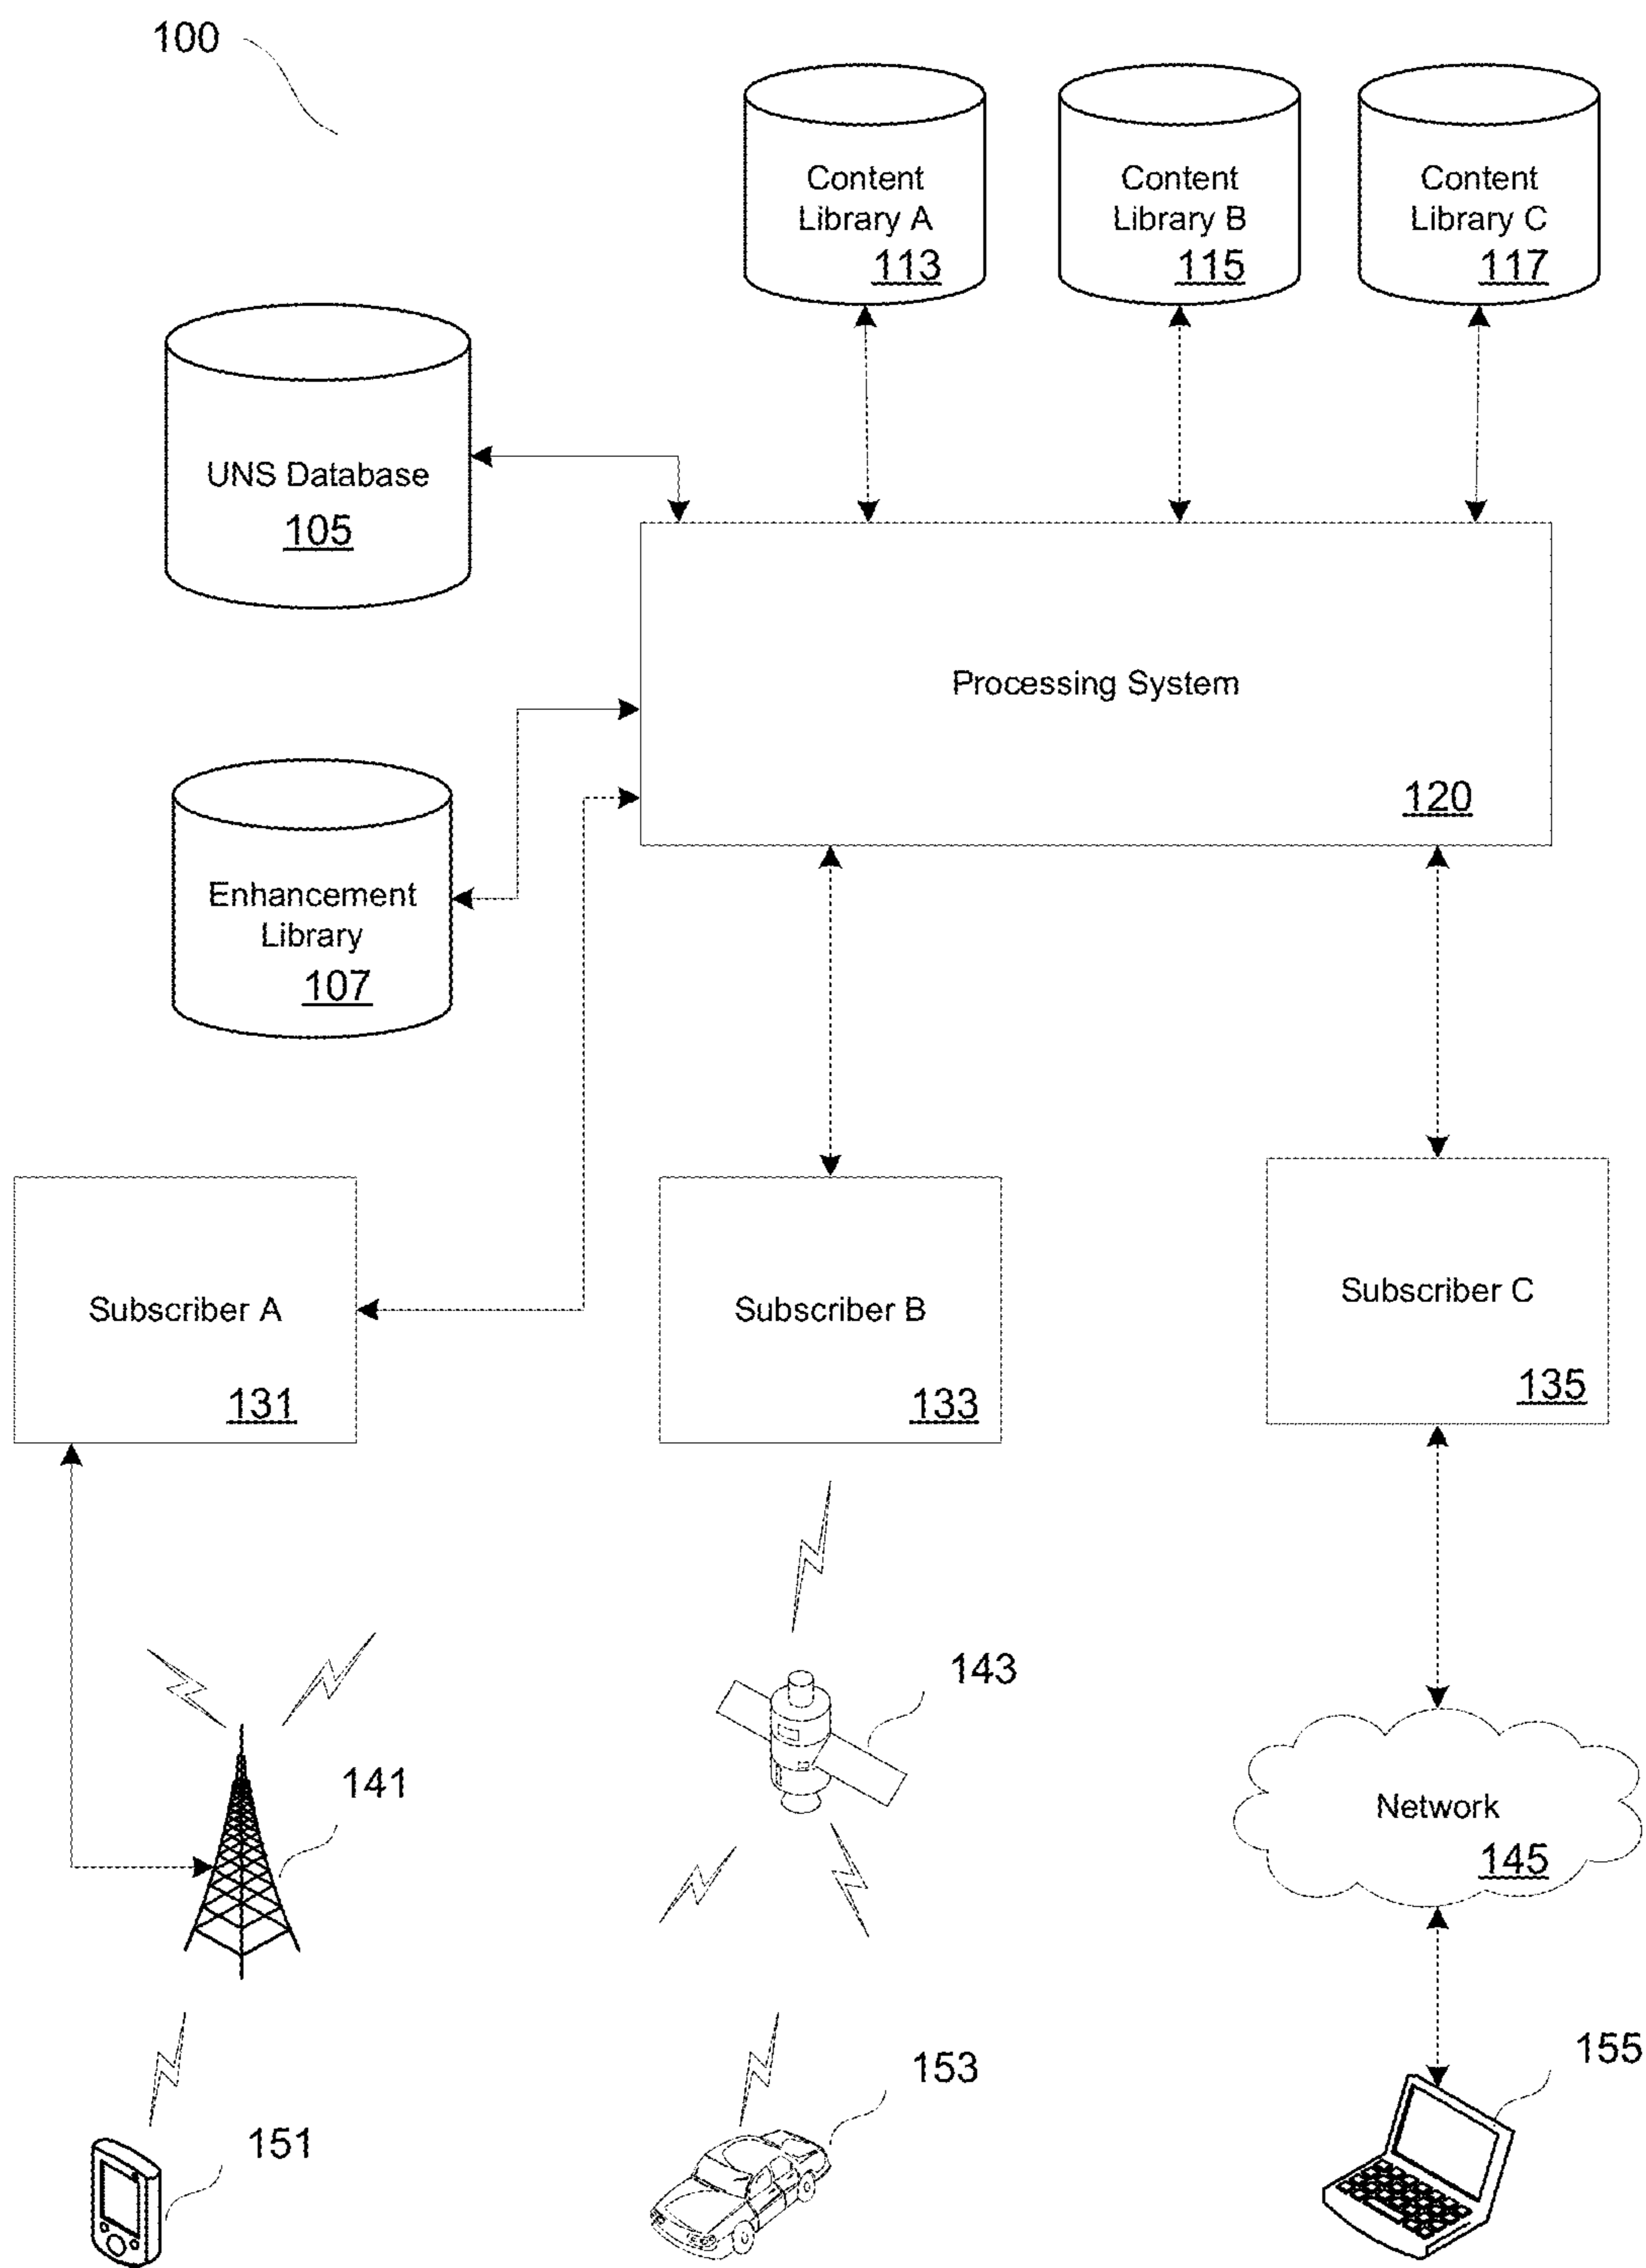 100
Content
Library A
113
Content
Library B
115
Content
Library C
117
UNS Database
105
Processing System
120
Enhancement
Library
107
Subscriber A
131
Subscriber B
133
Subscriber C
135
141
143
Network
145
151
153
155